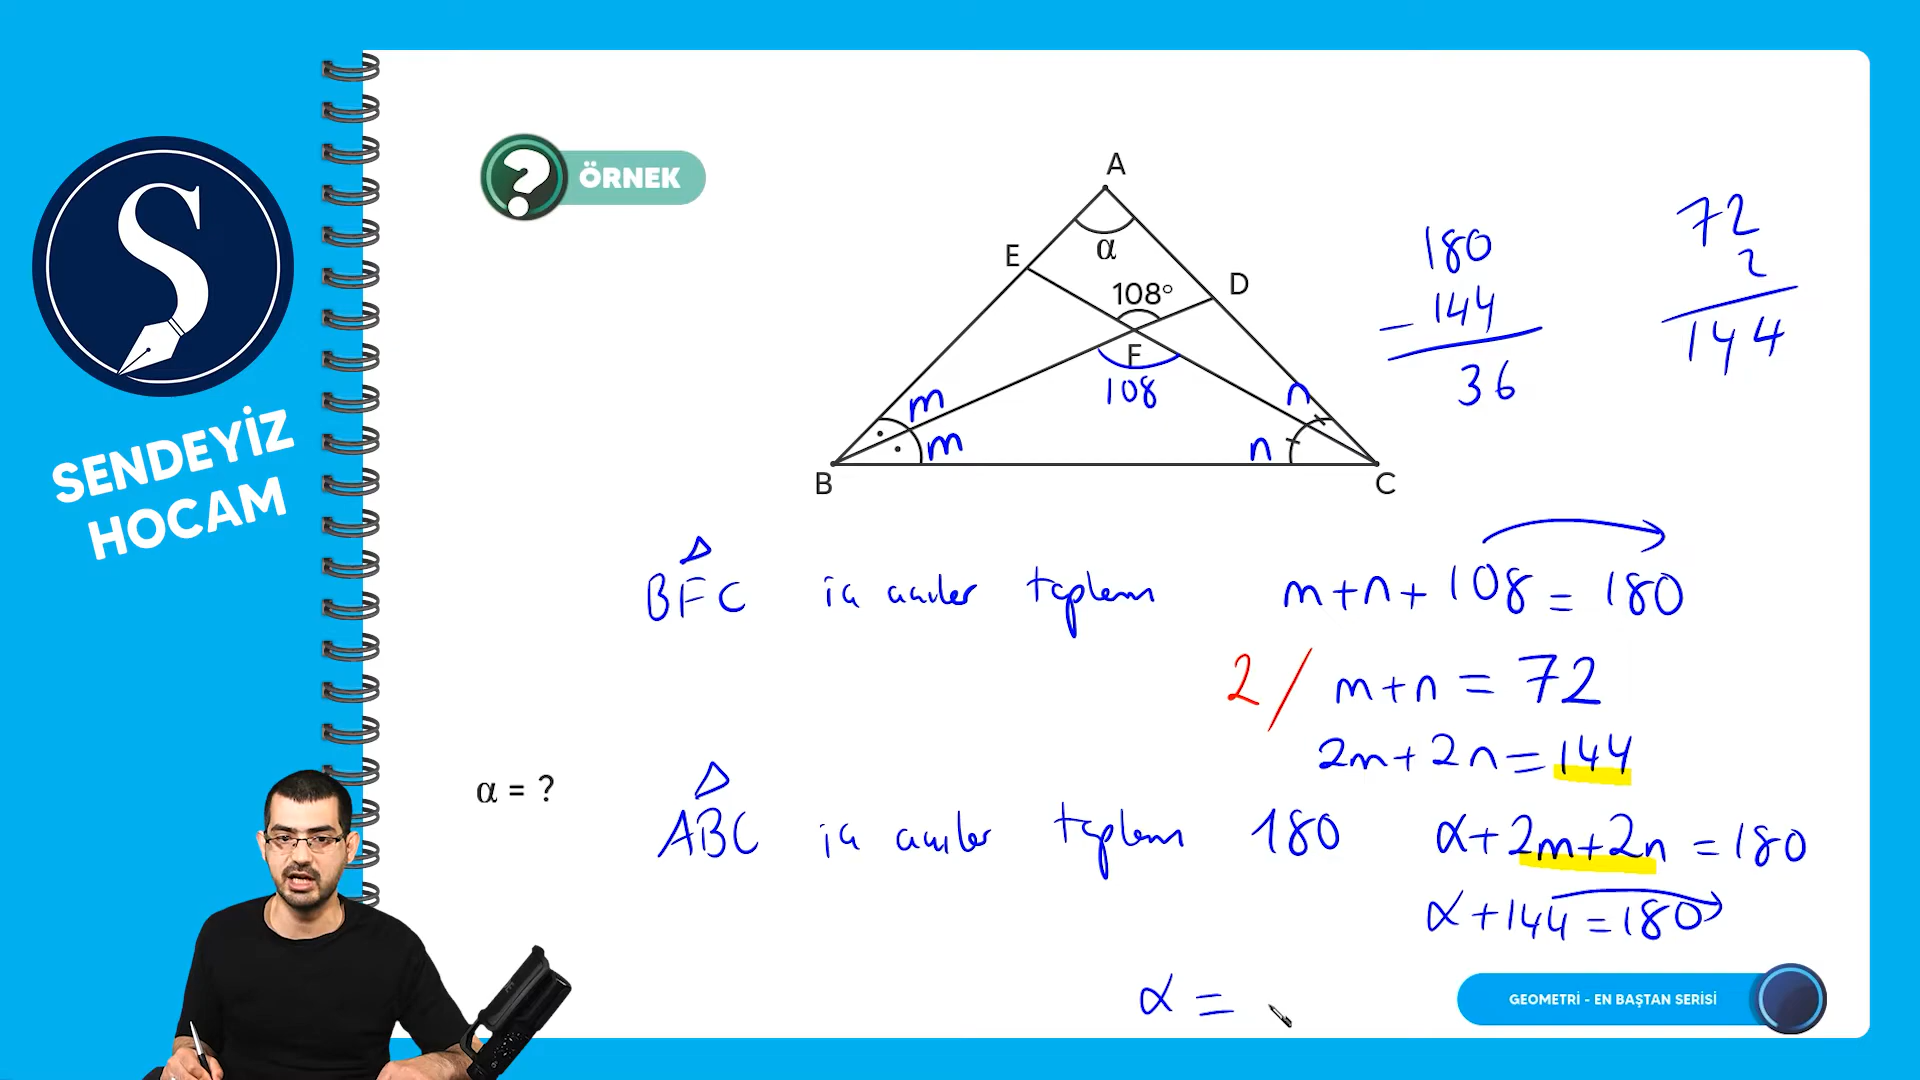 SENDEYİZ
HOCAM
ÖRNEK
A
α
E
D
108°
F
108
m
m
n
n
B
C
180
- 144
36
72
2
144
BFC iç açılar toplamı m+n+108=180
2/ m+n=72
2m+2n=144
α = ?
ABC iç açılar toplamı 180 α+2m+2n=180
α+144=180
α =
GEOMETRİ - EN BAŞTAN SERİSİ